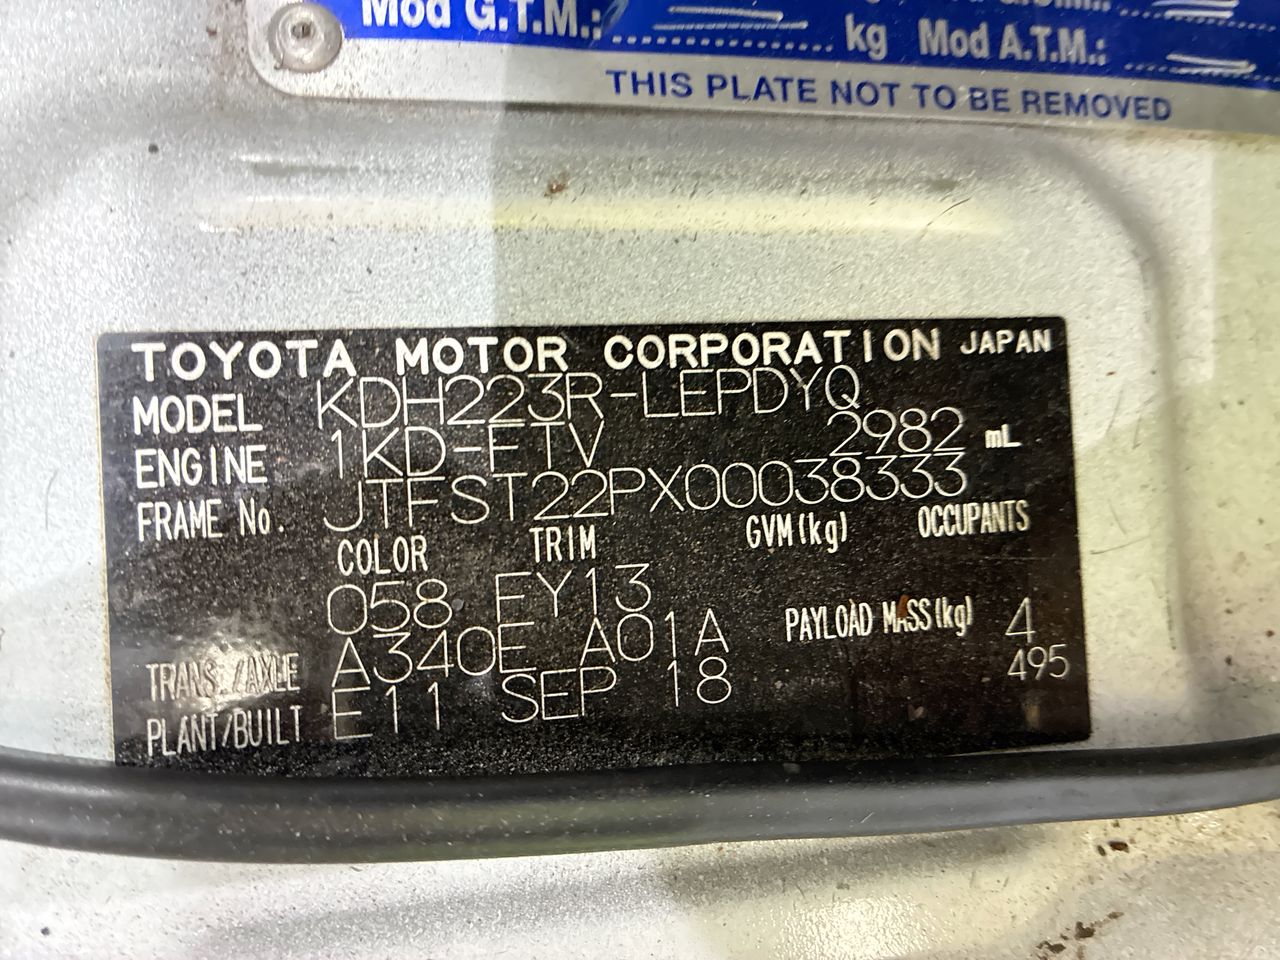 Mod G.T.M.: kg Mod A.T.M.:
THIS PLATE NOT TO BE REMOVED
TOYOTA MOTOR CORPORATION JAPAN
MODEL KDH223R-LEPDYQ
ENGINE 1KD-FTV 2982 mL
FRAME No. JTFST22PX00038333
COLOR TRIM GVM(kg) OCCUPANTS
058 FY13
TRANS./AXLE A340E A01A PAYLOAD MASS(kg) 4
PLANT/BUILT E11 SEP 18 495